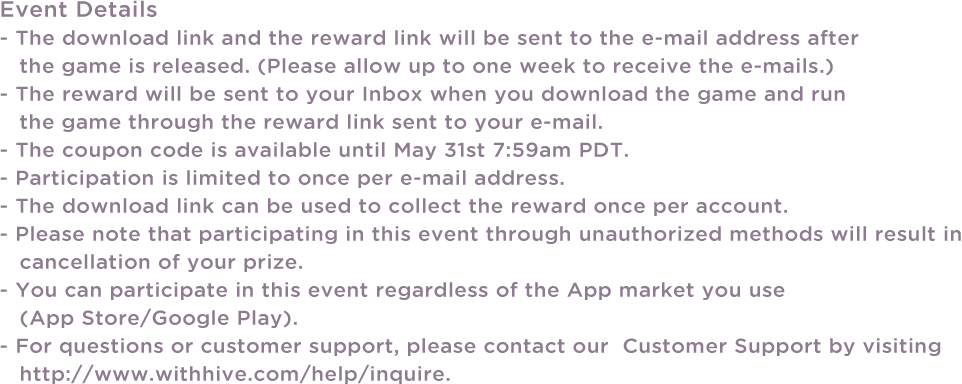 Event Details
- The download link and the reward link will be sent to the e-mail address after
the game is released. (Please allow up to one week to receive the e-mails.)
- The reward will be sent to your Inbox when you download the game and run
the game through the reward link sent to your e-mail.
- The coupon code is available until May 31st 7:59am PDT.
- Participation is limited to once per e-mail address.
- The download link can be used to collect the reward once per account.
- Please note that participating in this event through unauthorized methods will result in
cancellation of your prize.
- You can participate in this event regardless of the App market you use
(App Store/Google Play).
- For questions or customer support, please contact our  Customer Support by visiting
http://www.withhive.com/help/inquire.